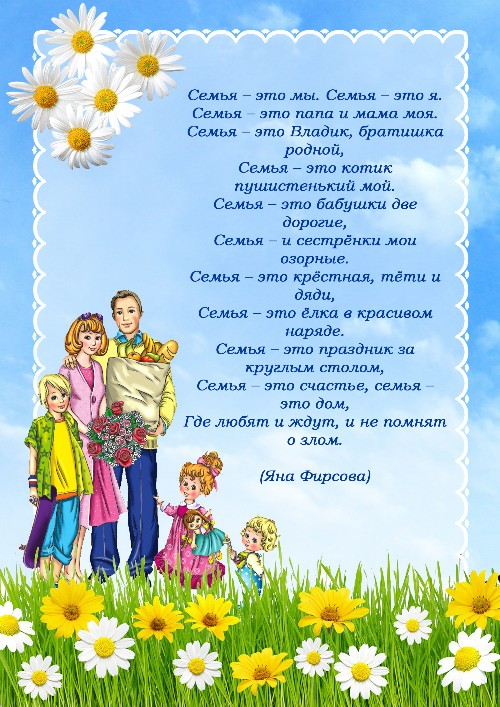 Семья – это мы. Семья – это я.
Семья – это папа и мама моя.
Семья – это Владик, братишка
родной,
Семья – это котик
пушистенький мой.
Семья – это бабушки две
дорогие,
Семья – и сестрёнки мои
озорные.
Семья – это крёстная, тёти и
дяди,
Семья – это ёлка в красивом
наряде.
Семья – это праздник за
круглым столом,
Семья – это счастье, семья –
это дом,
Где любят и ждут, и не помнят
о злом.
(Яна Фирсова)